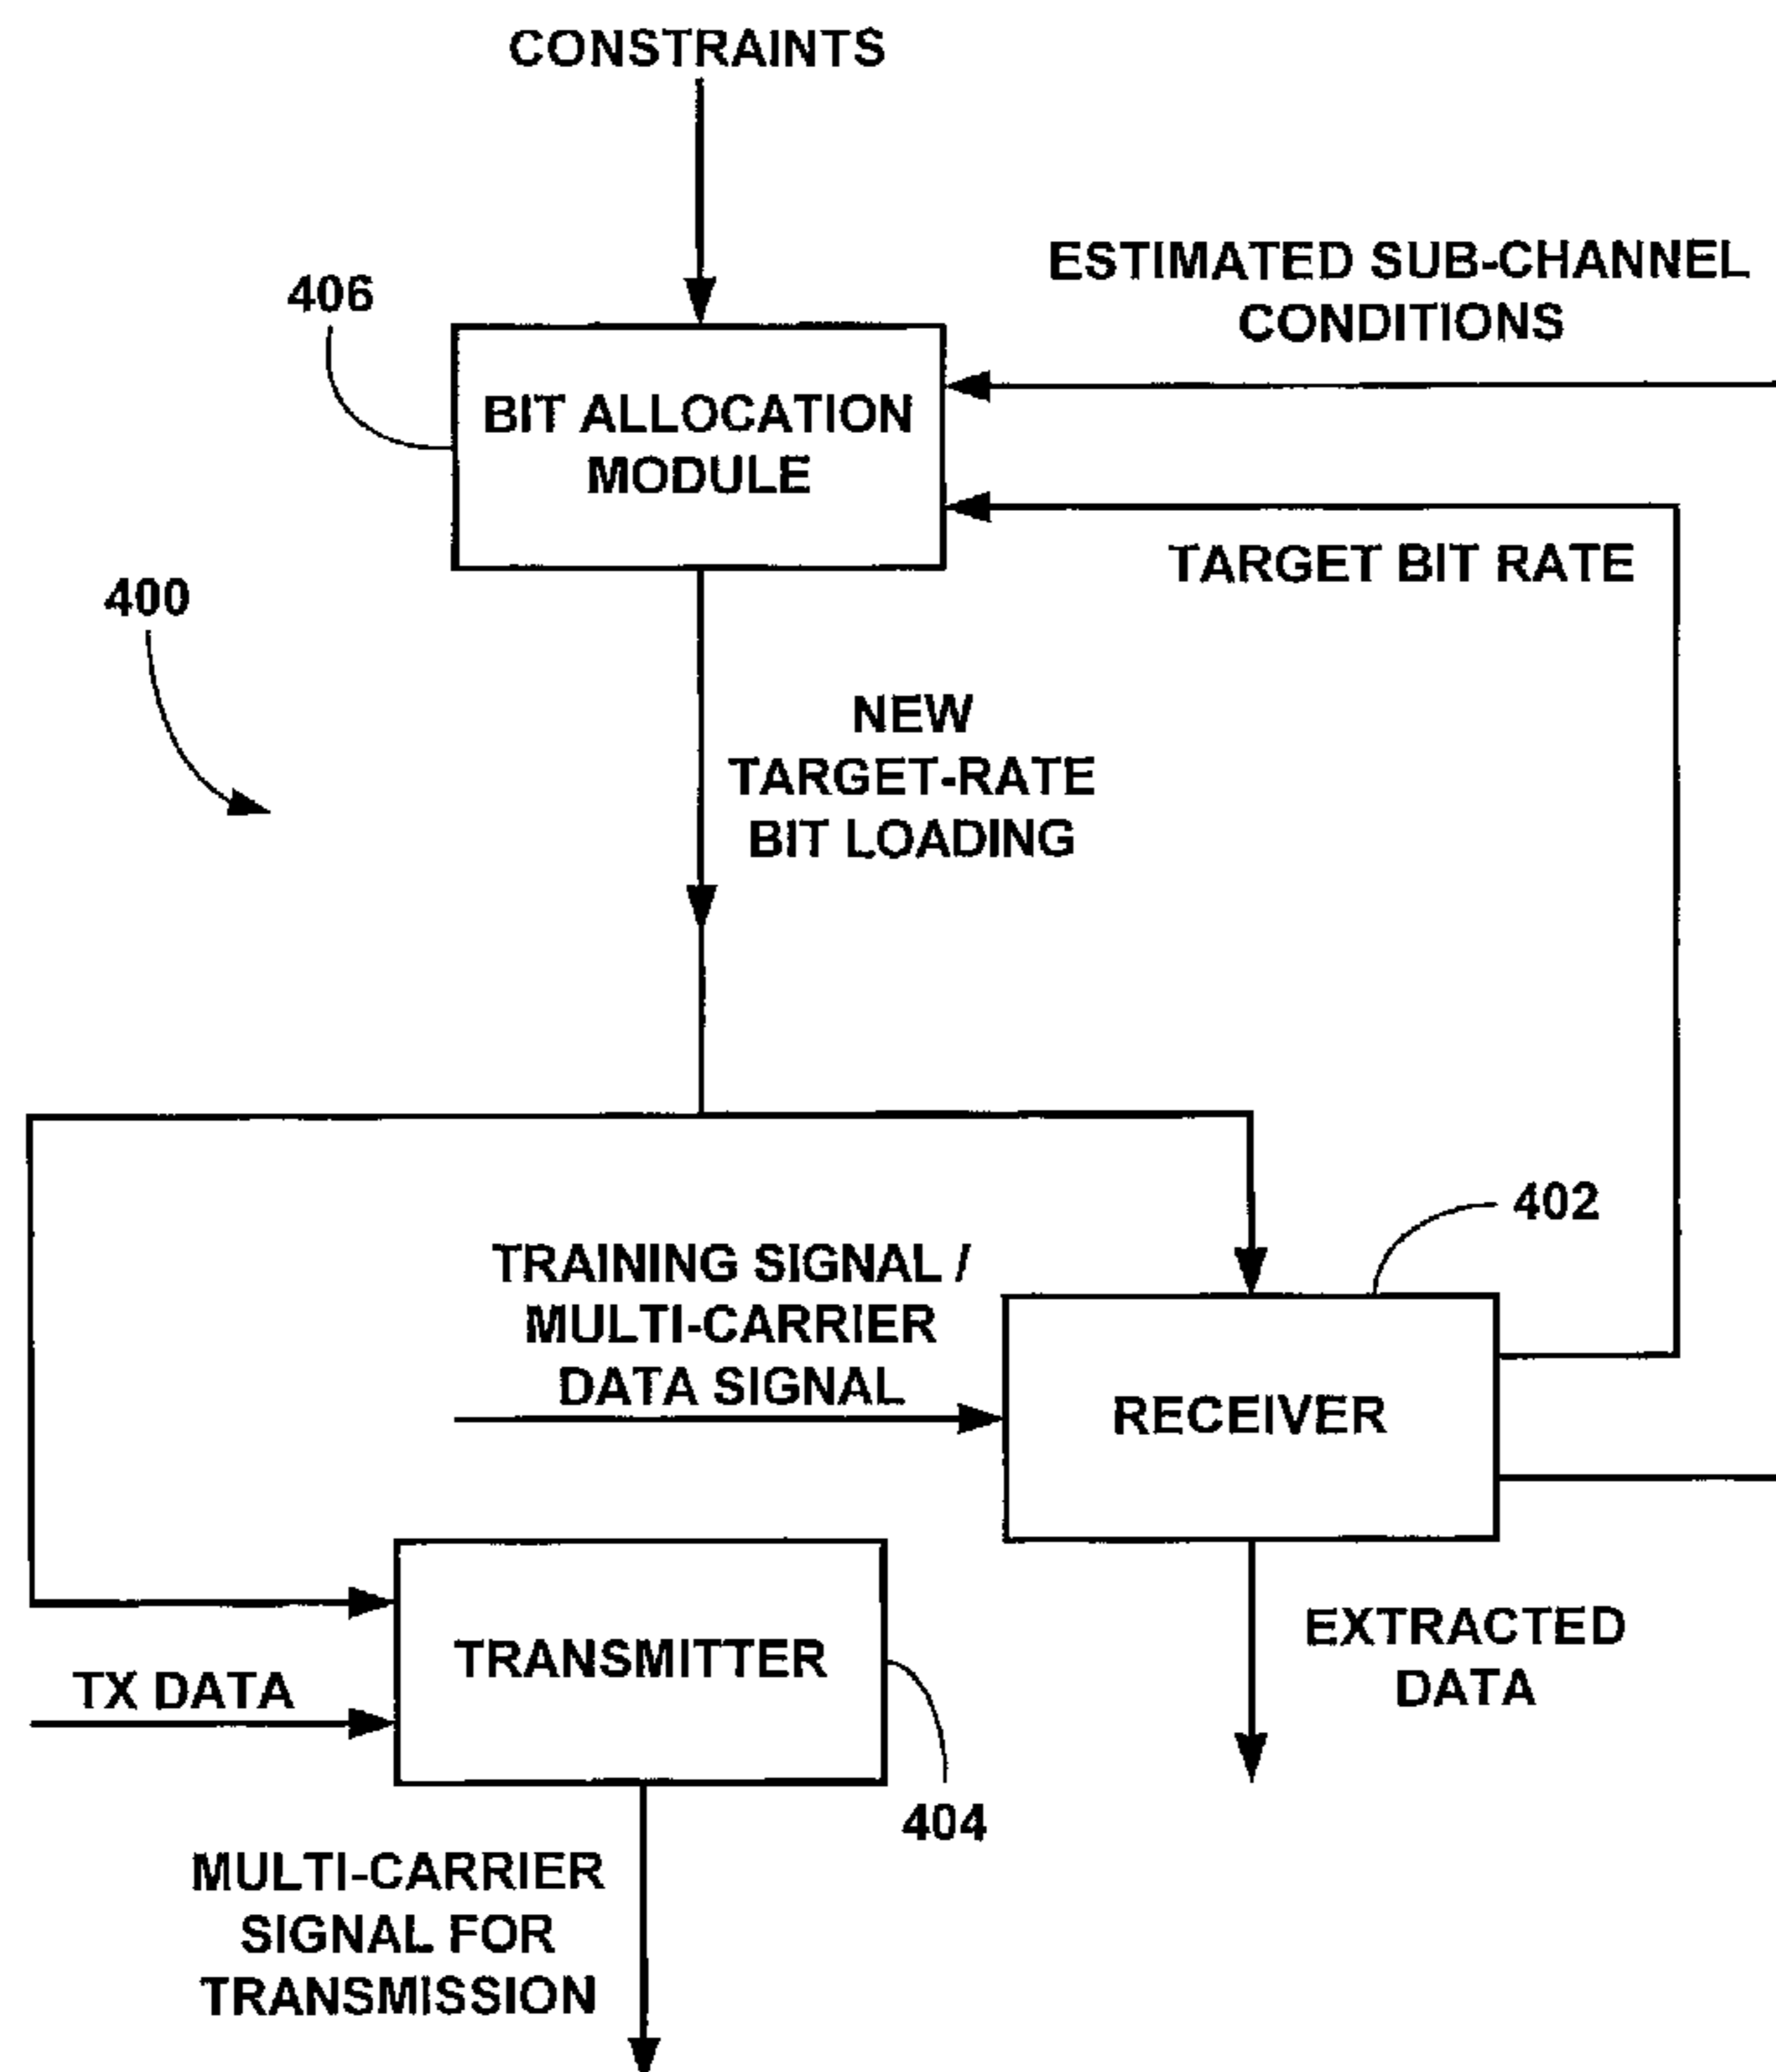 CONSTRAINTS
ESTIMATED SUB-CHANNEL
CONDITIONS
406
BIT ALLOCATION
MODULE
TARGET BIT RATE
400
NEW
TARGET-RATE
BIT LOADING
402
TRAINING SIGNAL /
MULTI-CARRIER
DATA SIGNAL
RECEIVER
EXTRACTED
DATA
TRANSMITTER
TX DATA
404
MULTI-CARRIER
SIGNAL FOR
TRANSMISSION